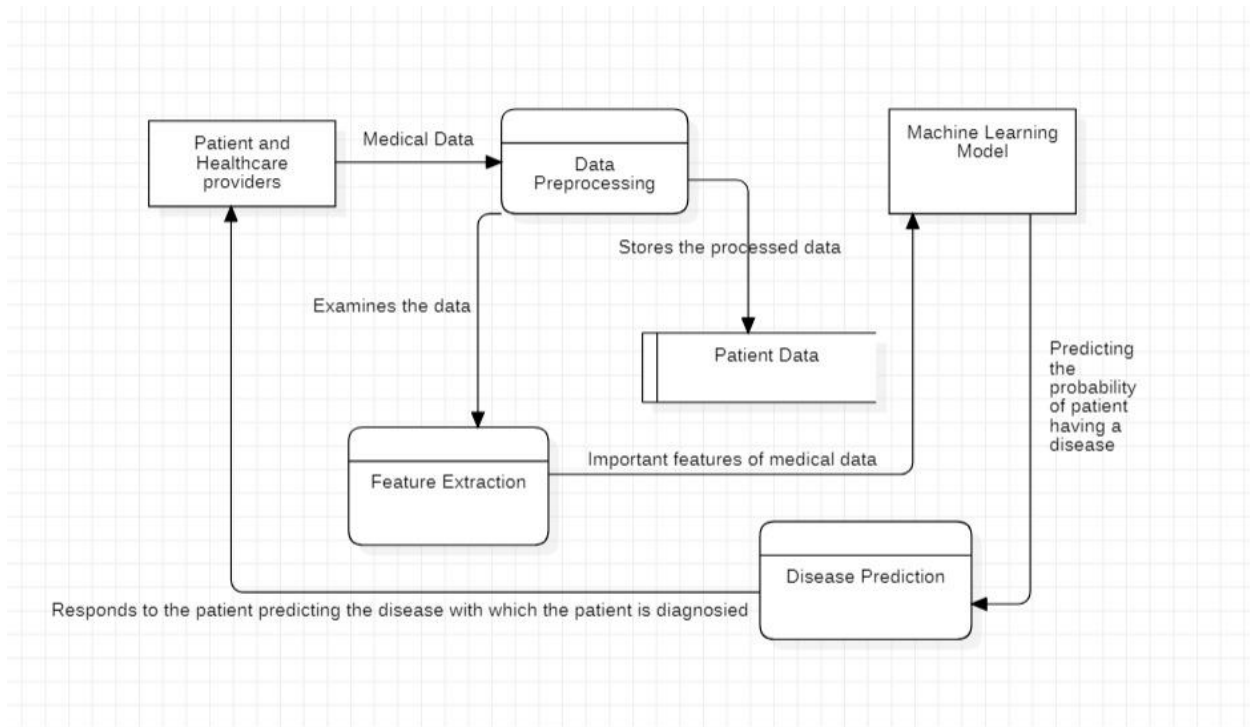 Patient and
Healthcare
providers
Medical Data
Data
Preprocessing
Machine Learning
Model
Stores the processed data
Examines the data
Patient Data
Predicting
the
probability
of patient
having a
disease
Feature Extraction
Important features of medical data
Disease Prediction
Responds to the patient predicting the disease with which the patient is diagnosied